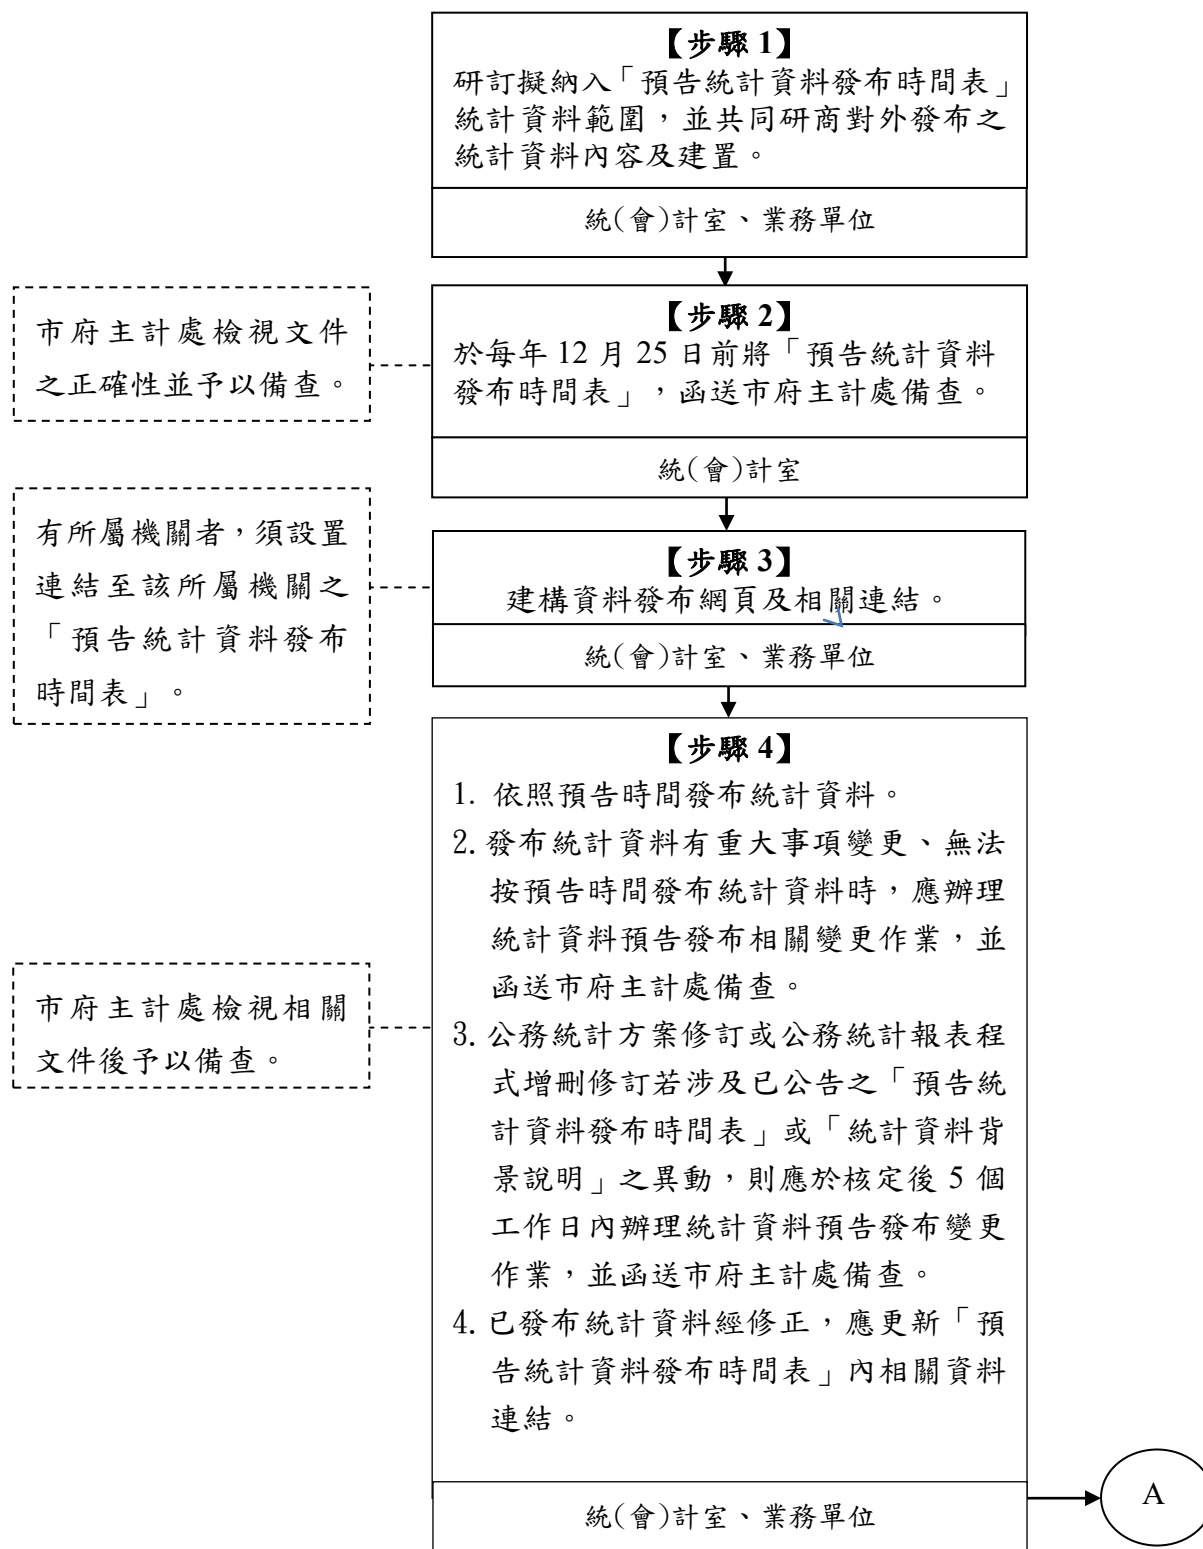 【步驟 1】
研訂擬納入「預告統計資料發布時間表」
統計資料範圍，並共同研商對外發布之
統計資料內容及建置。
統(會)計室、業務單位
市府主計處檢視文件
之正確性並予以備查。
【步驟 2】
於每年 12 月 25 日前將「預告統計資料
發布時間表」，函送市府主計處備查。
統(會)計室
有所屬機關者，須設置
連結至該所屬機關之
「預告統計資料發布
時間表」。
【步驟 3】
建構資料發布網頁及相關連結。
統(會)計室、業務單位
【步驟 4】
1. 依照預告時間發布統計資料。
2. 發布統計資料有重大事項變更、無法
按預告時間發布統計資料時，應辦理
統計資料預告發布相關變更作業，並
函送市府主計處備查。
3. 公務統計方案修訂或公務統計報表程
式增刪修訂若涉及已公告之「預告統
計資料發布時間表」或「統計資料背
景說明」之異動，則應於核定後 5 個
工作日內辦理統計資料預告發布變更
作業，並函送市府主計處備查。
4. 已發布統計資料經修正，應更新「預
告統計資料發布時間表」內相關資料
連結。
市府主計處檢視相關
文件後予以備查。
統(會)計室、業務單位
A